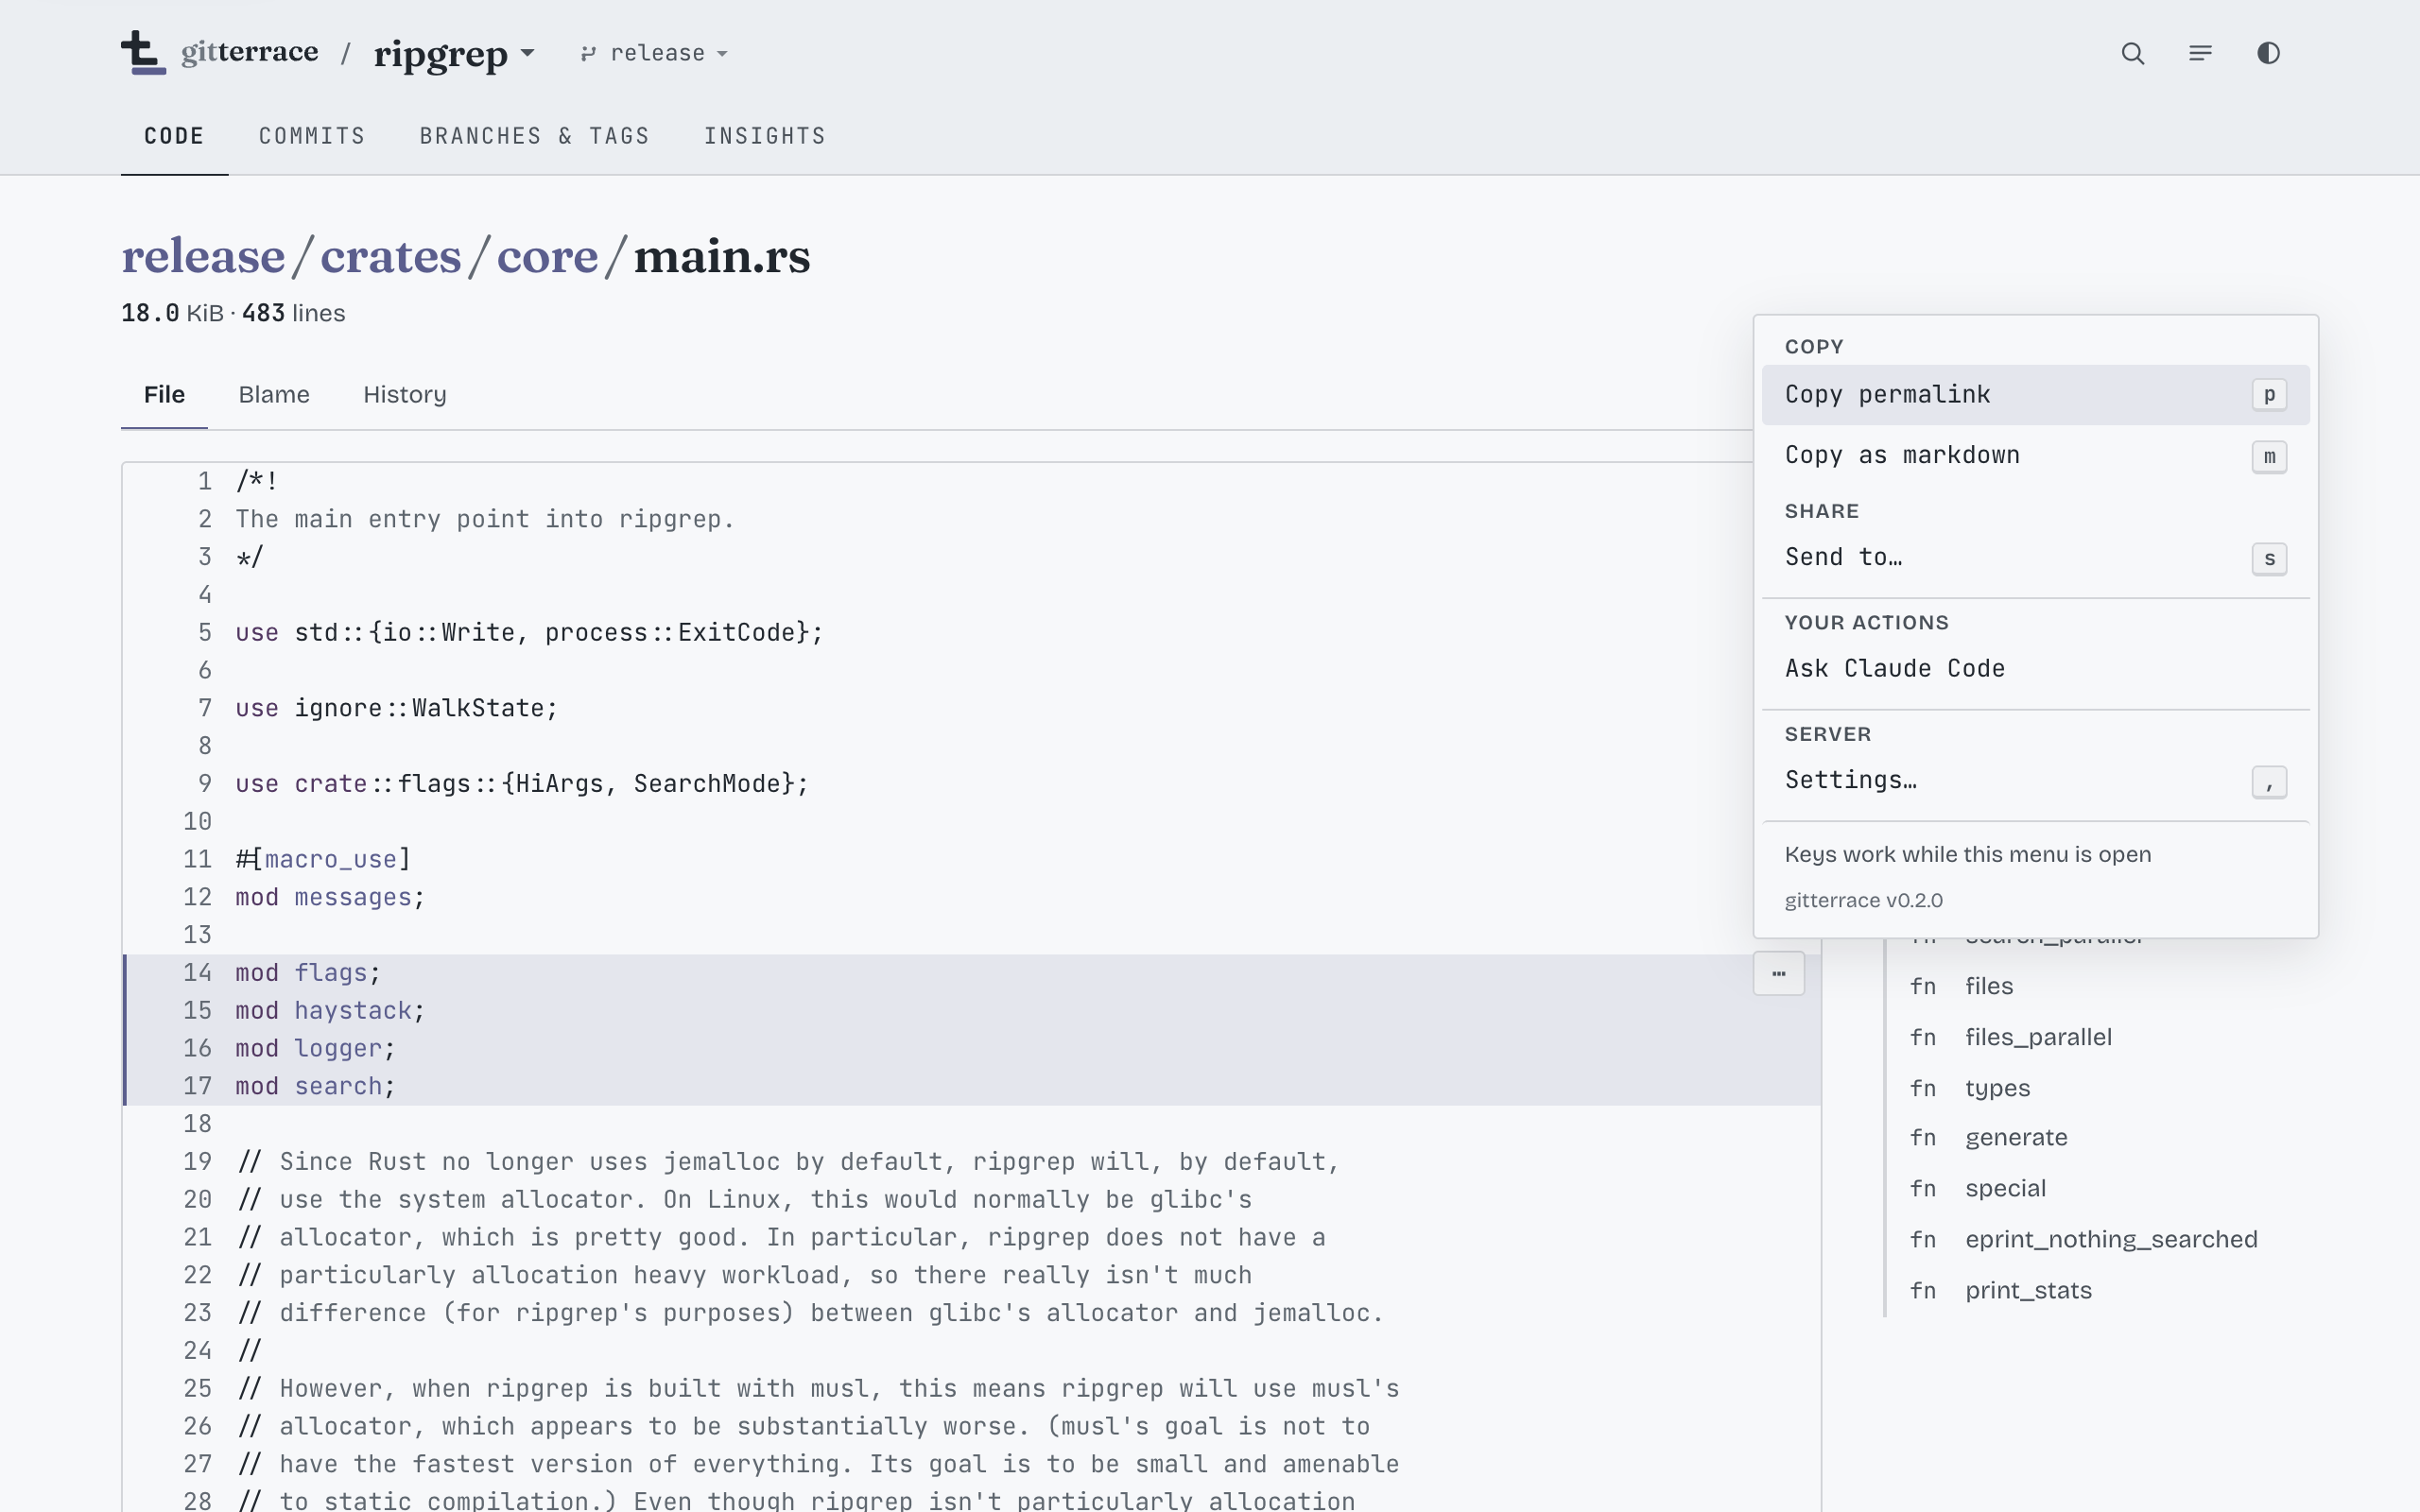 gitterrace / ripgrep release
CODE COMMITS BRANCHES & TAGS INSIGHTS
release/crates/core/main.rs
18.0 KiB · 483 lines
File Blame History
1 /*!
2 The main entry point into ripgrep.
3 */
4
5 use std::{io::Write, process::ExitCode};
6
7 use ignore::WalkState;
8
9 use crate::flags::{HiArgs, SearchMode};
10
11 #[macro_use]
12 mod messages;
13
14 mod flags;
15 mod haystack;
16 mod logger;
17 mod search;
18
19 // Since Rust no longer uses jemalloc by default, ripgrep will, by default,
20 // use the system allocator. On Linux, this would normally be glibc's
21 // allocator, which is pretty good. In particular, ripgrep does not have a
22 // particularly allocation heavy workload, so there really isn't much
23 // difference (for ripgrep's purposes) between glibc's allocator and jemalloc.
24 //
25 // However, when ripgrep is built with musl, this means ripgrep will use musl's
26 // allocator, which appears to be substantially worse. (musl's goal is not to
27 // have the fastest version of everything. Its goal is to be small and amenable
28 // to static compilation.) Even though ripgrep isn't particularly allocation
COPY
Copy permalink p
Copy as markdown m
SHARE
Send to… s
YOUR ACTIONS
Ask Claude Code
SERVER
Settings… ,
Keys work while this menu is open
gitterrace v0.2.0
…
fn search_parallel
fn files
fn files_parallel
fn types
fn generate
fn special
fn eprint_nothing_searched
fn print_stats